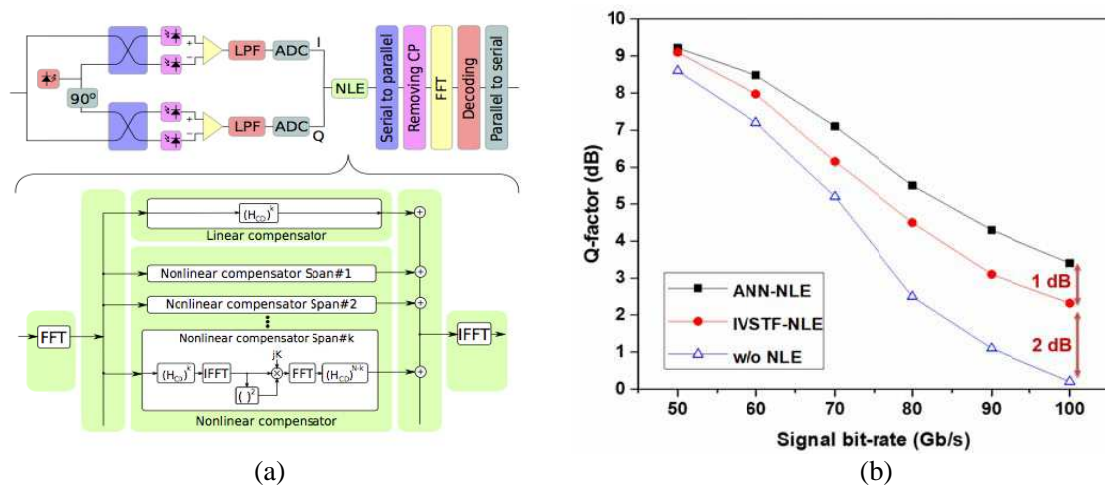 I
LPF
ADC
90°
NLE
LPF
ADC
Q
Serial to parallel
Removing CP
FFT
Decoding
Parallel to serial
(H_CD)^k
Linear compensator
Nonlinear compensator Span#1
Nonlinear compensator Span#2
Nonlinear compensator Span#k
FFT
jK
(H_CD)^k
IFFT
FFT
(H_CD)^N-k
( )^2
Nonlinear compensator
IFFT
(a)
10
9
8
7
6
5
4
3
2
1
0
Q-factor (dB)
ANN-NLE
IVSTF-NLE
w/o NLE
1 dB
2 dB
50 60 70 80 90 100
Signal bit-rate (Gb/s)
(b)